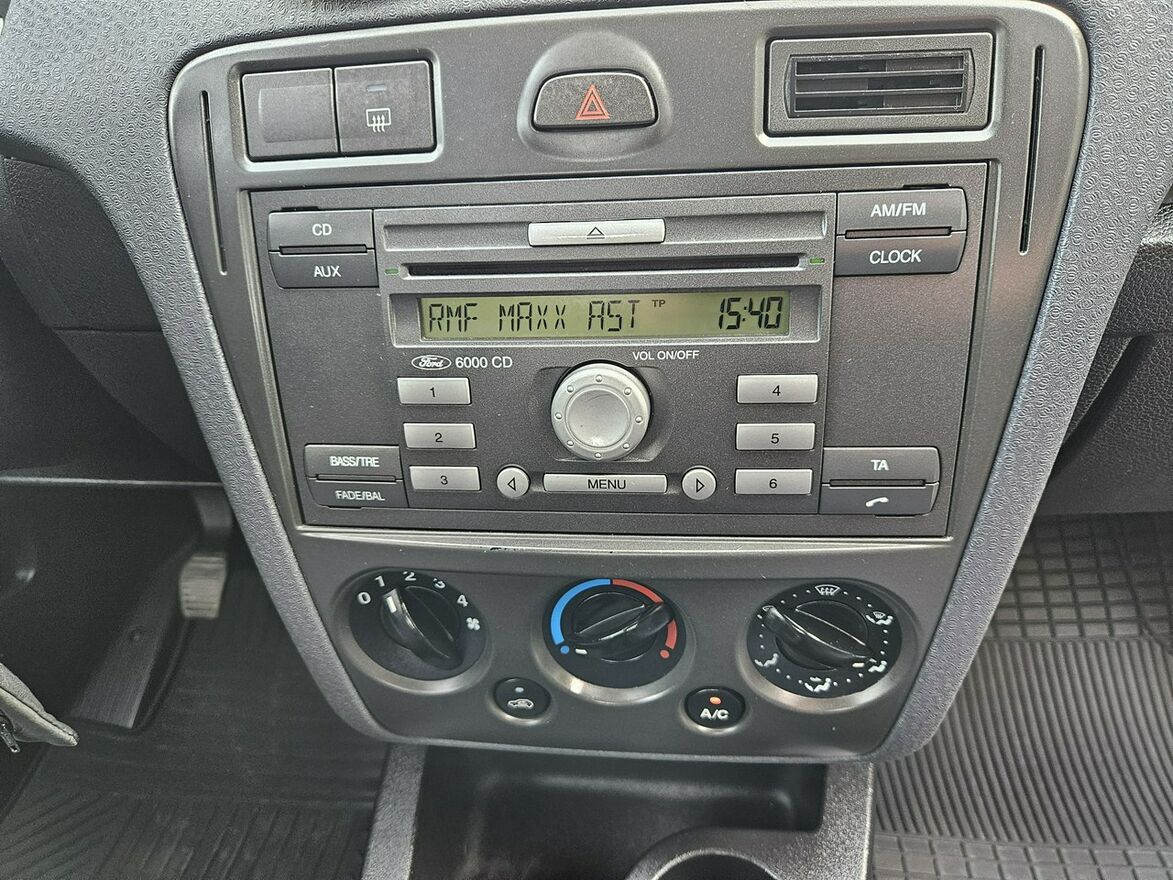 CD
AM/FM
AUX
CLOCK
RMF MAXX AST TP 15:40
Ford 6000 CD
VOL ON/OFF
1
4
2
5
BASS/TRE
TA
3
MENU
6
FADE/BAL
0 1 2 3 4
A/C